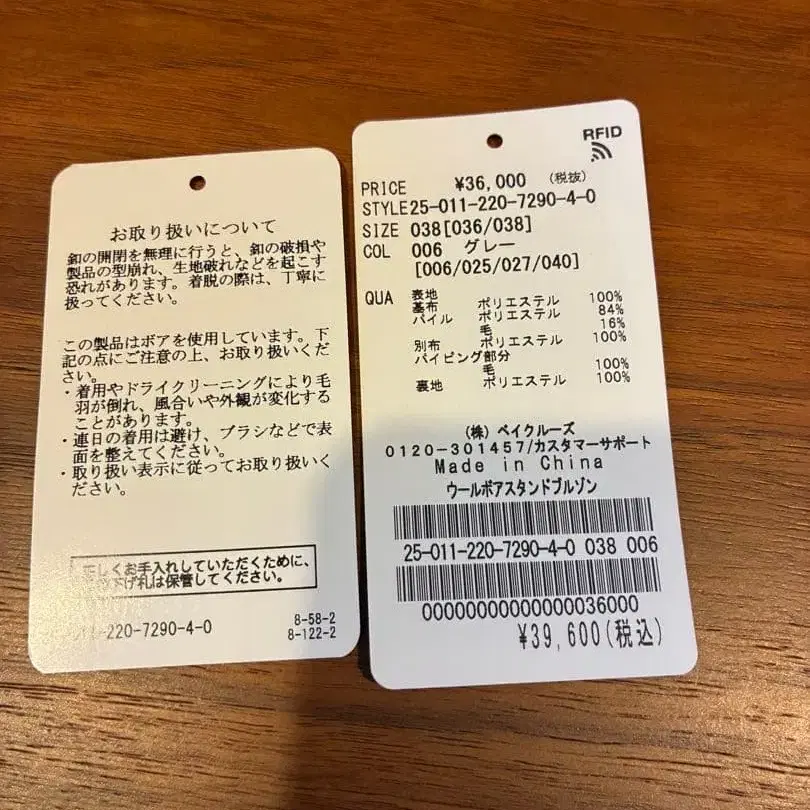 お取り扱いについて
釦の開閉を無理に行うと、釦の破損や
製品の型崩れ、生地破れなどを起こす
恐れがあります。着脱の際は、丁寧に
扱ってください。
この製品はボアを使用しています。下
記の点にご注意の上、お取り扱いくだ
さい。
・着用やドライクリーニングにより毛
羽が倒れ、風合いや外観が変化する
ことがあります。
・連日の着用は避け、ブラシなどで表
面を整えてください。
・取り扱い表示に従ってお取り扱いく
ださい。
しくお手入れしていただくために、
下げ札は保管してください。
011-220-7290-4-0
8-58-2
8-122-2
RFID
PRICE ¥36,000 (税抜)
STYLE 25-011-220-7290-4-0
SIZE 038[036/038]
COL 006 グレー
[006/025/027/040]
QUA 表地
基布 ポリエステル 100%
パイル ポリエステル 84%
毛 16%
別布 ポリエステル 100%
パイピング部分
毛 100%
裏地 ポリエステル 100%
(株)ベイクルーズ
0120-301457/カスタマーサポート
Made in China
ウールボアスタンドブルゾン
25-011-220-7290-4-0 038 006
00000000000000036000
¥39,600(税込)